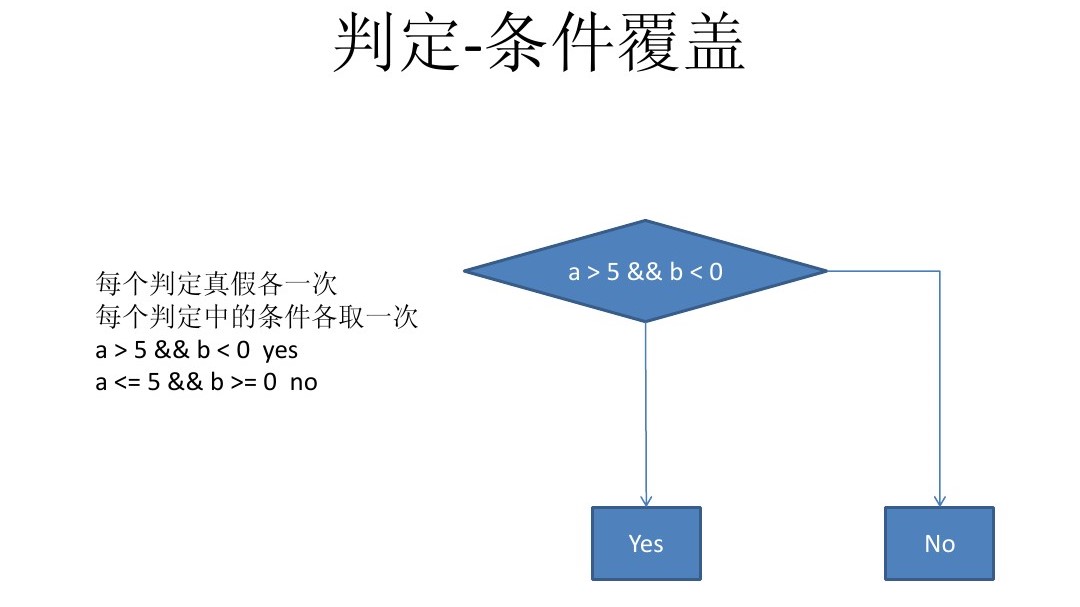 判定-条件覆盖
a > 5 && b < 0
每个判定真假各一次
每个判定中的条件各取一次
a > 5 && b < 0  yes
a <= 5 && b >= 0  no
Yes
No